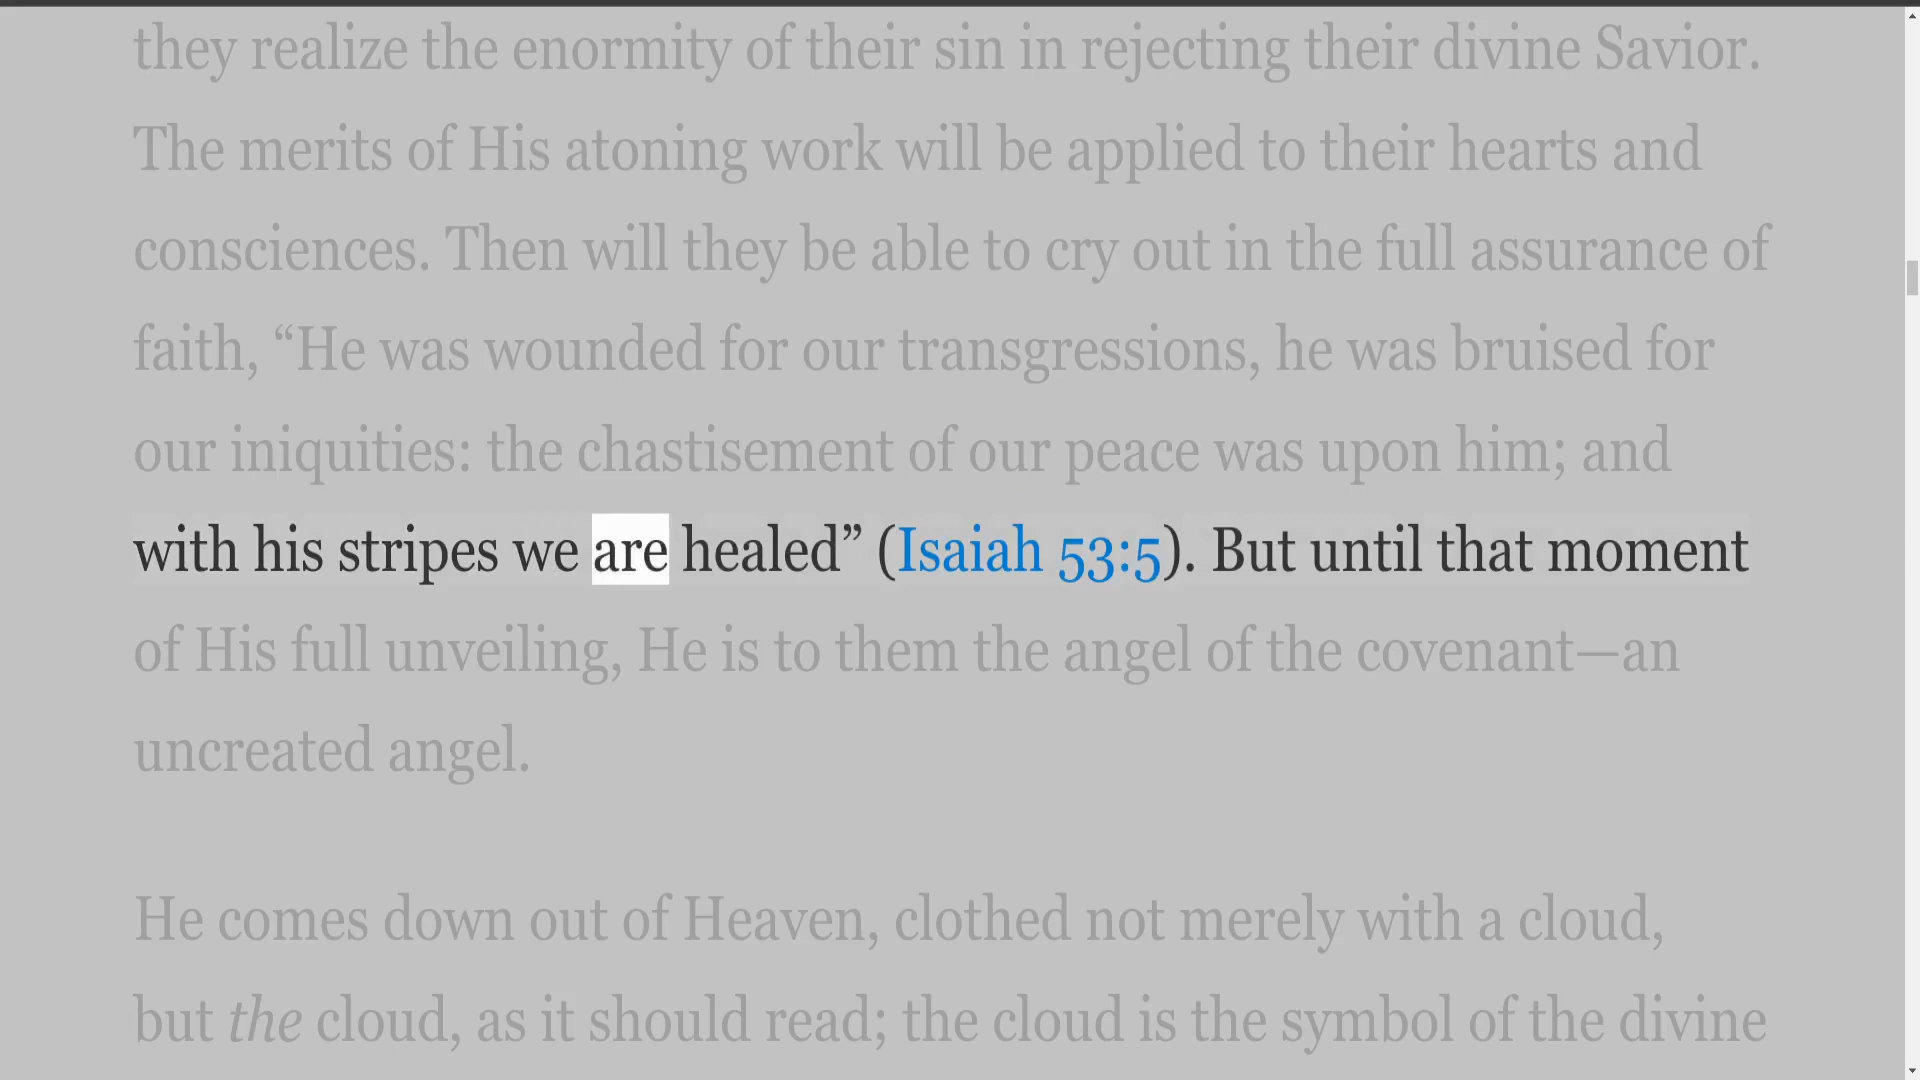 they realize the enormity of their sin in rejecting their divine Savior.
The merits of His atoning work will be applied to their hearts and
consciences. Then will they be able to cry out in the full assurance of
faith, “He was wounded for our transgressions, he was bruised for
our iniquities: the chastisement of our peace was upon him; and
with his stripes we are healed” (Isaiah 53:5). But until that moment
of His full unveiling, He is to them the angel of the covenant—an
uncreated angel.
He comes down out of Heaven, clothed not merely with a cloud,
but the cloud, as it should read; the cloud is the symbol of the divine